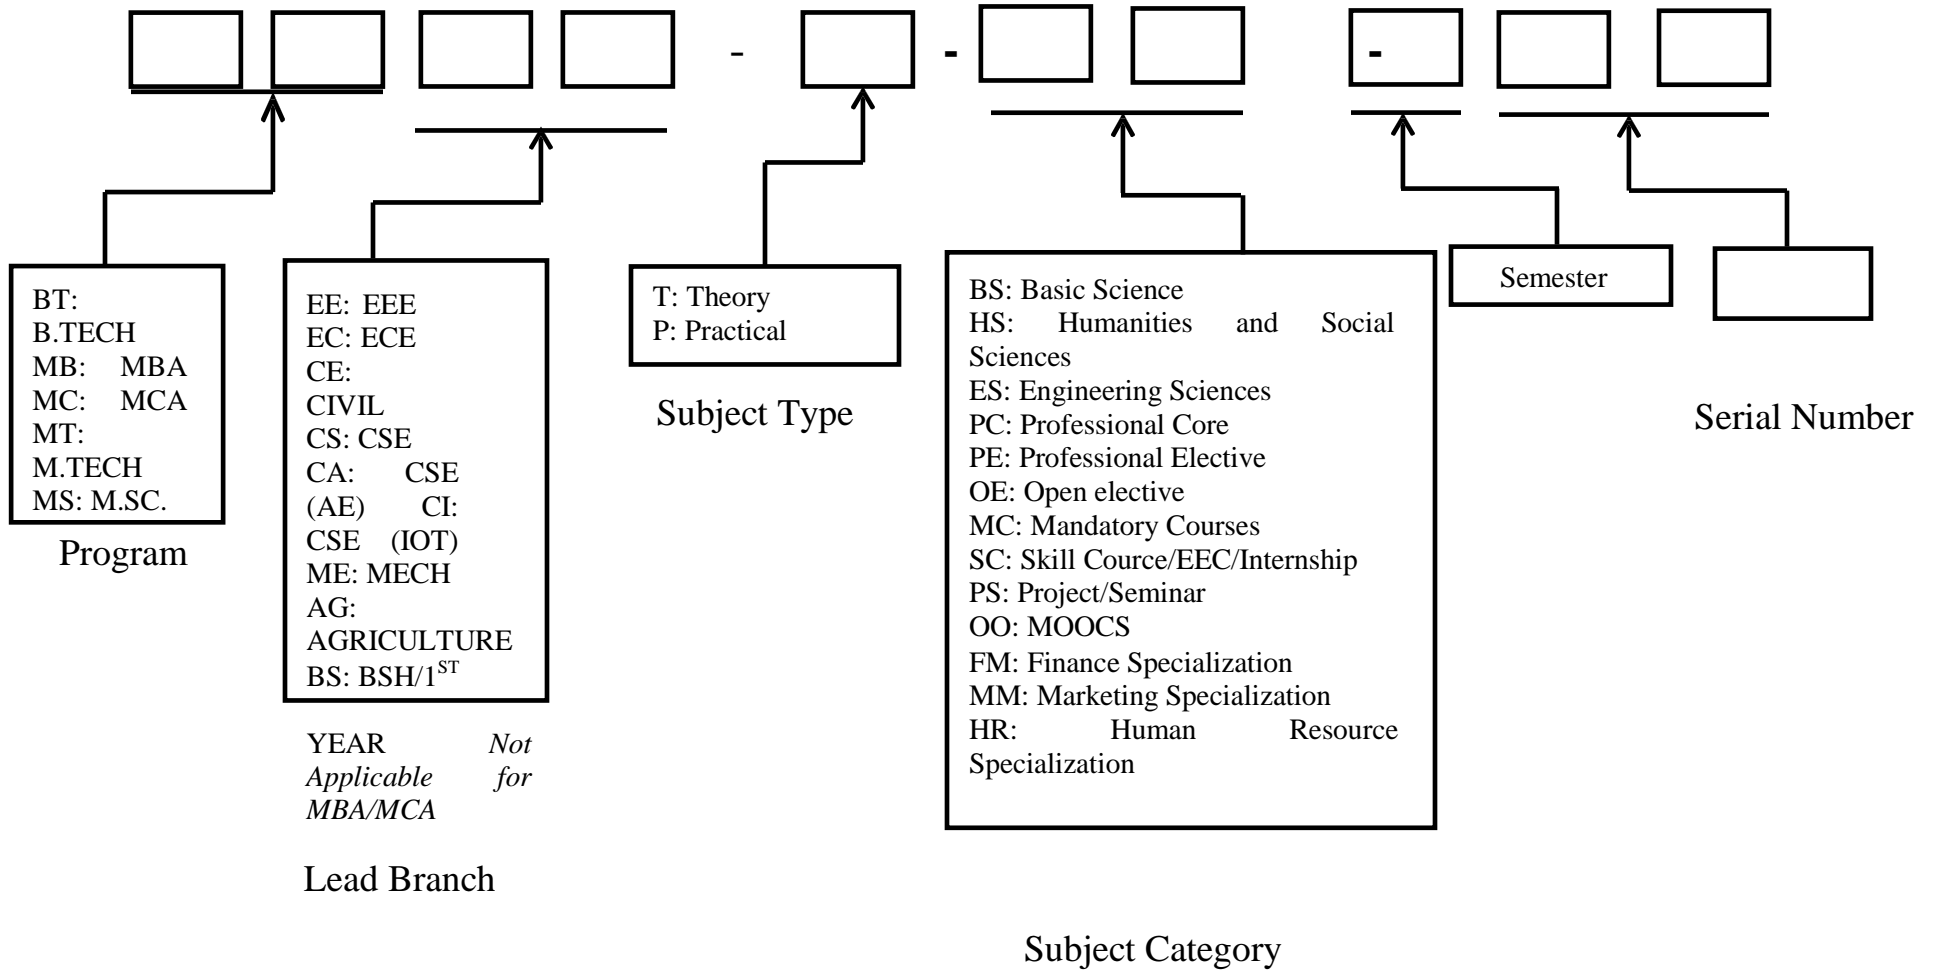 - - -
BT:
B.TECH
MB: MBA
MC: MCA
MT:
M.TECH
MS: M.SC.
Program
EE: EEE
EC: ECE
CE:
CIVIL
CS: CSE
CA: CSE
(AE) CI:
CSE (IOT)
ME: MECH
AG:
AGRICULTURE
BS: BSH/1ST
YEAR Not
Applicable for
MBA/MCA
Lead Branch
T: Theory
P: Practical
Subject Type
BS: Basic Science
HS: Humanities and Social
Sciences
ES: Engineering Sciences
PC: Professional Core
PE: Professional Elective
OE: Open elective
MC: Mandatory Courses
SC: Skill Cource/EEC/Internship
PS: Project/Seminar
OO: MOOCS
FM: Finance Specialization
MM: Marketing Specialization
HR: Human Resource
Specialization
Subject Category
Semester
Serial Number